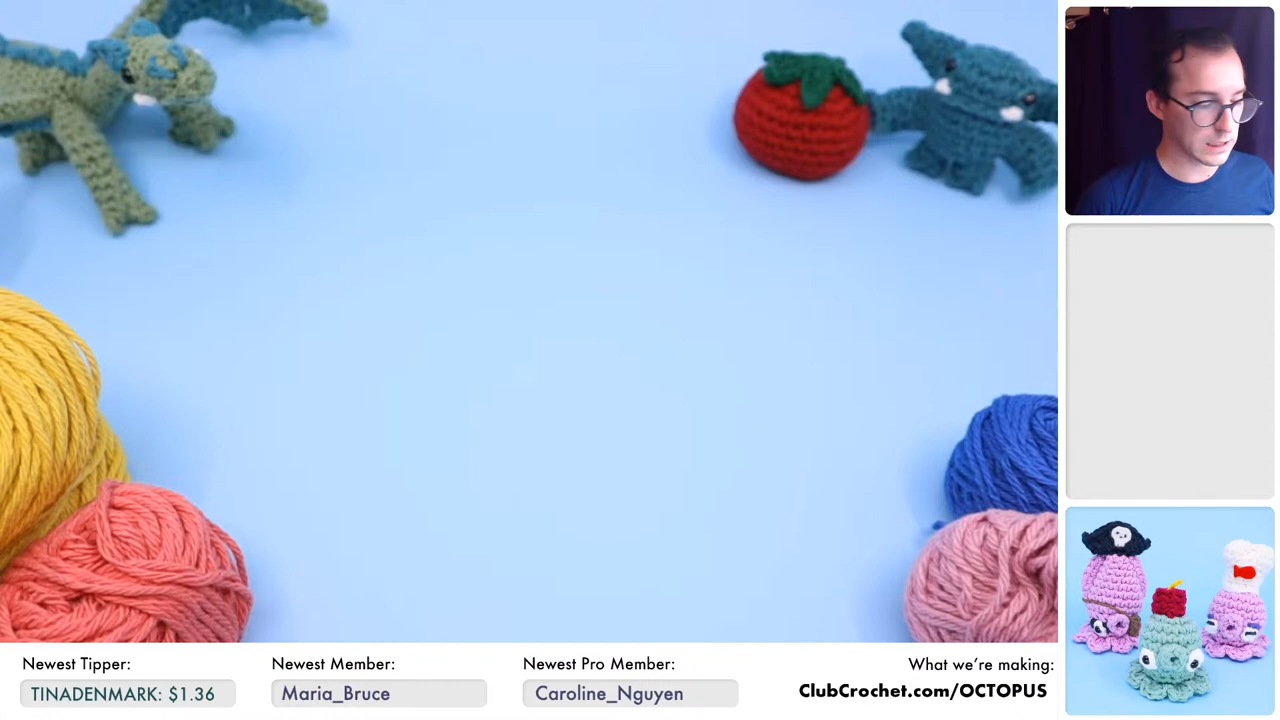 Newest Tipper:
TINADENMARK: $1.36
Newest Member:
Maria_Bruce
Newest Pro Member:
Caroline_Nguyen
What we're making:
ClubCrochet.com/OCTOPUS